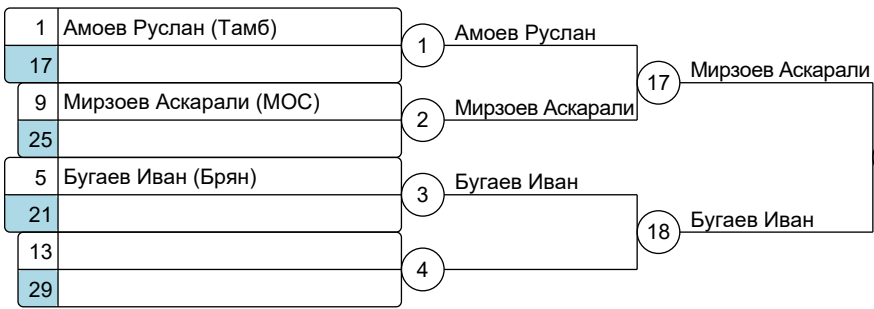 1 Амоев Руслан (Тамб)
17
9 Мирзоев Аскарали (МОС)
25
5 Бугаев Иван (Брян)
21
13
29
1 Амоев Руслан
2 Мирзоев Аскарали
3 Бугаев Иван
4
17 Мирзоев Аскарали
18 Бугаев Иван